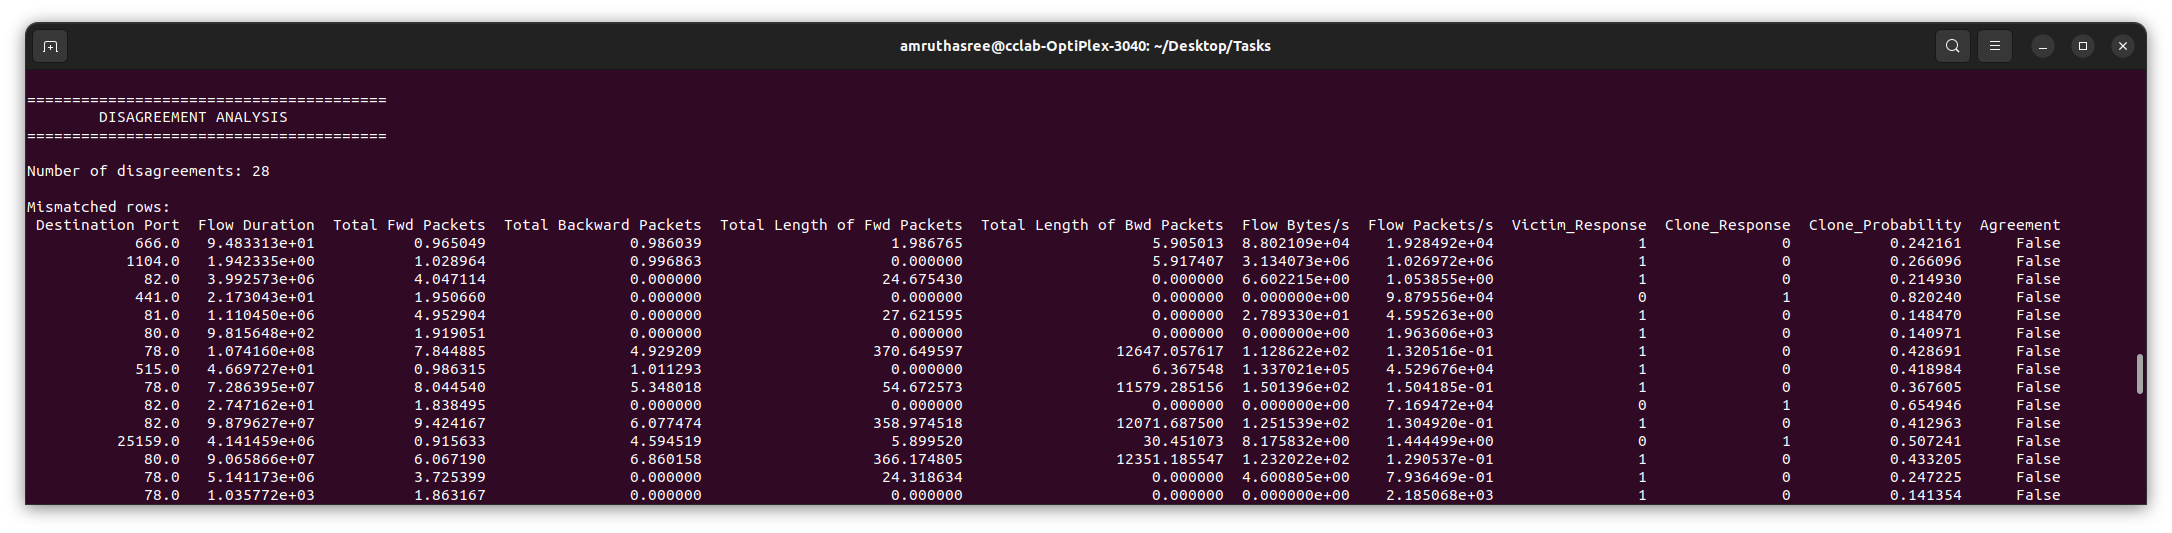 amruthasree@cclab-OptiPlex-3040: ~/Desktop/Tasks
========================================
DISAGREEMENT ANALYSIS
========================================
Number of disagreements: 28
Mismatched rows:
Destination Port  Flow Duration  Total Fwd Packets  Total Backward Packets  Total Length of Fwd Packets  Total Length of Bwd Packets  Flow Bytes/s  Flow Packets/s  Victim_Response  Clone_Response  Clone_Probability  Agreement
666.0  9.483313e+01  0.965049  0.986039  1.986765  5.905013  8.802109e+04  1.928492e+04  1  0  0.242161  False
1104.0  1.942335e+00  1.028964  0.996863  0.000000  5.917407  3.134073e+06  1.026972e+06  1  0  0.266096  False
82.0  3.992573e+06  4.047114  0.000000  24.675430  0.000000  6.602215e+00  1.053855e+00  1  0  0.214930  False
441.0  2.173043e+01  1.950660  0.000000  0.000000  0.000000  0.000000e+00  9.879556e+04  0  1  0.820240  False
81.0  1.110450e+06  4.952904  0.000000  27.621595  0.000000  2.789330e+01  4.595263e+00  1  0  0.148470  False
80.0  9.815648e+02  1.919051  0.000000  0.000000  0.000000  0.000000e+00  1.963606e+03  1  0  0.140971  False
78.0  1.074160e+08  7.844885  4.929209  370.649597  12647.057617  1.128622e+02  1.320516e-01  1  0  0.428691  False
515.0  4.669727e+01  0.986315  1.011293  0.000000  6.367548  1.337021e+05  4.529676e+04  1  0  0.418984  False
78.0  7.286395e+07  8.044540  5.348018  54.672573  11579.285156  1.501396e+02  1.504185e-01  1  0  0.367605  False
82.0  2.747162e+01  1.838495  0.000000  0.000000  0.000000  0.000000e+00  7.169472e+04  0  1  0.654946  False
82.0  9.879627e+07  9.424167  6.077474  358.974518  12071.687500  1.251539e+02  1.304920e-01  1  0  0.412963  False
25159.0  4.141459e+06  0.915633  4.594519  5.899520  30.451073  8.175832e+00  1.444499e+00  0  1  0.507241  False
80.0  9.065866e+07  6.067190  6.860158  366.174805  12351.185547  1.232022e+02  1.290537e-01  1  0  0.433205  False
78.0  5.141173e+06  3.725399  0.000000  24.318634  0.000000  4.600805e+00  7.936469e-01  1  0  0.247225  False
78.0  1.035772e+03  1.863167  0.000000  0.000000  0.000000  0.000000e+00  2.185068e+03  1  0  0.141354  False